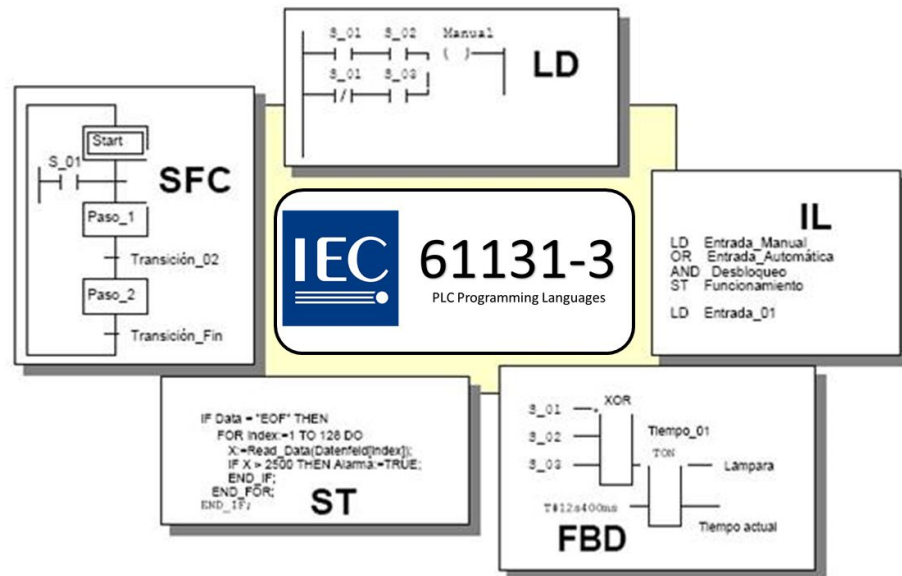 S_01 S_02 Manual
( )
S_01 S_03
LD
Start
S_01
SFC
Paso_1
Transición_02
Paso_2
Transición_Fin
IEC
61131-3
PLC Programming Languages
IL
LD Entrada_Manual
OR Entrada_Automática
AND Desbloqueo
ST Funcionamiento
LD Entrada_01
IF Data = "EOF" THEN
FOR Index:=1 TO 128 DO
X:=Read_Data(Datenfeld[Index]);
IF X > 2500 THEN Alarma:=TRUE;
END_IF;
END_FOR;
END_IF;
ST
XOR
S_01
S_02
S_03
Tiempo_01
TON
Lámpara
T#12s400ms
Tiempo actual
FBD